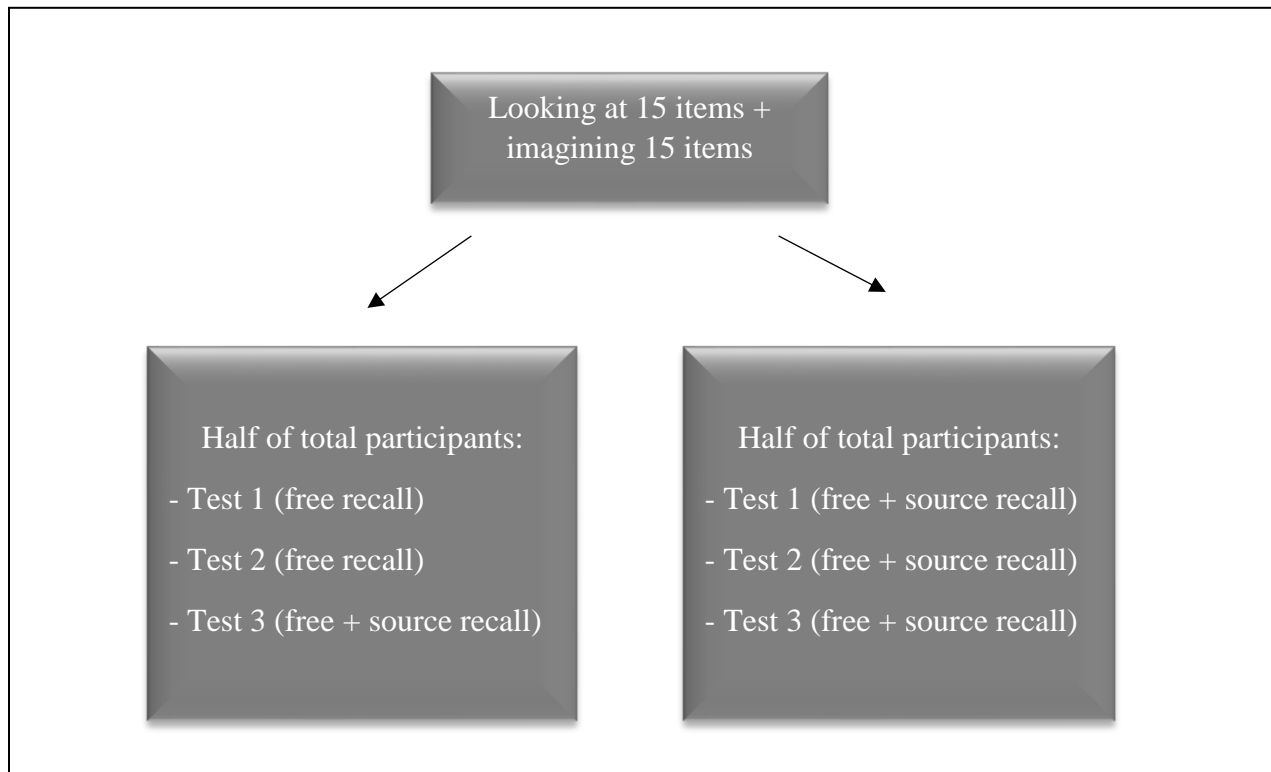 Looking at 15 items +
imagining 15 items
Half of total participants:
- Test 1 (free recall)
- Test 2 (free recall)
- Test 3 (free + source recall)
Half of total participants:
- Test 1 (free + source recall)
- Test 2 (free + source recall)
- Test 3 (free + source recall)